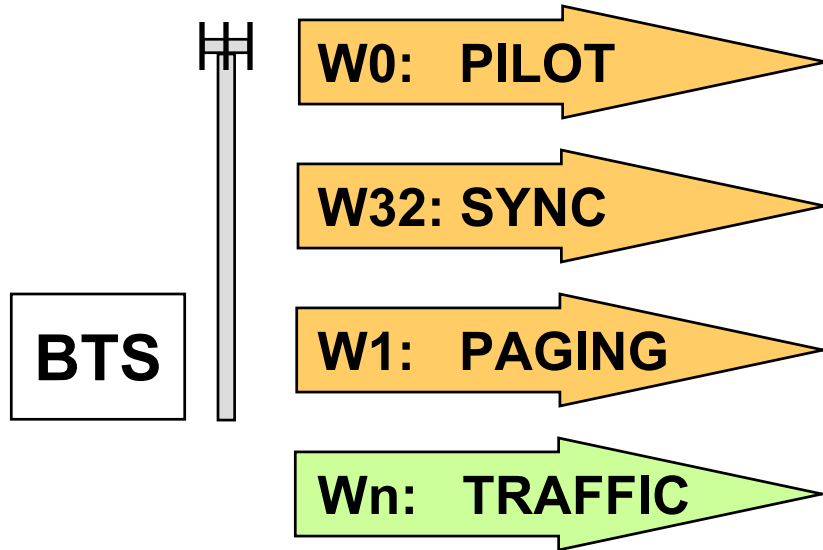 W0: PILOT
W32: SYNC
BTS
W1: PAGING
Wn: TRAFFIC